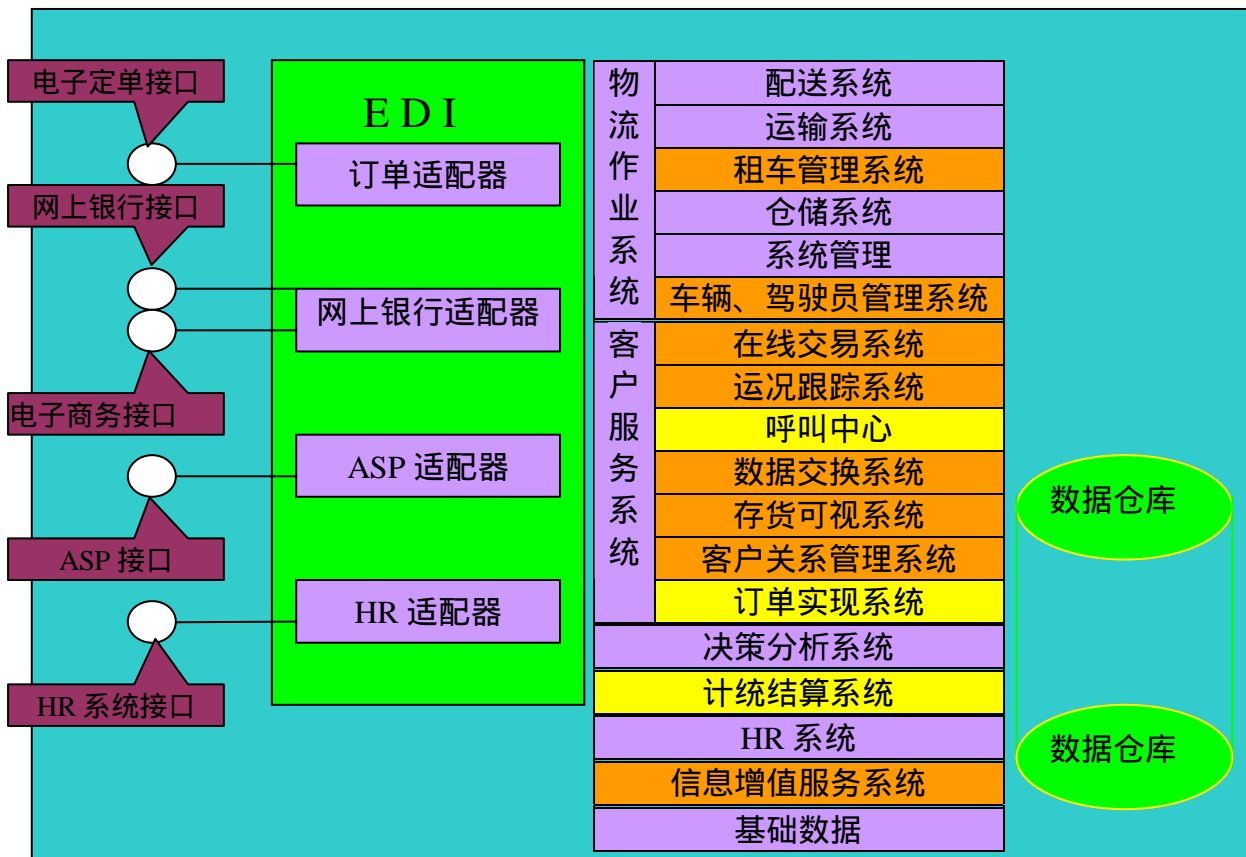 电子定单接口
网上银行接口
电子商务接口
ASP 接口
HR 系统接口
E D I
订单适配器
网上银行适配器
ASP 适配器
HR 适配器
物流作业系统
配送系统
运输系统
租车管理系统
仓储系统
系统管理
车辆、驾驶员管理系统
客户服务系统
在线交易系统
运况跟踪系统
呼叫中心
数据交换系统
存货可视系统
客户关系管理系统
订单实现系统
决策分析系统
计统结算系统
HR 系统
信息增值服务系统
基础数据
数据仓库
数据仓库